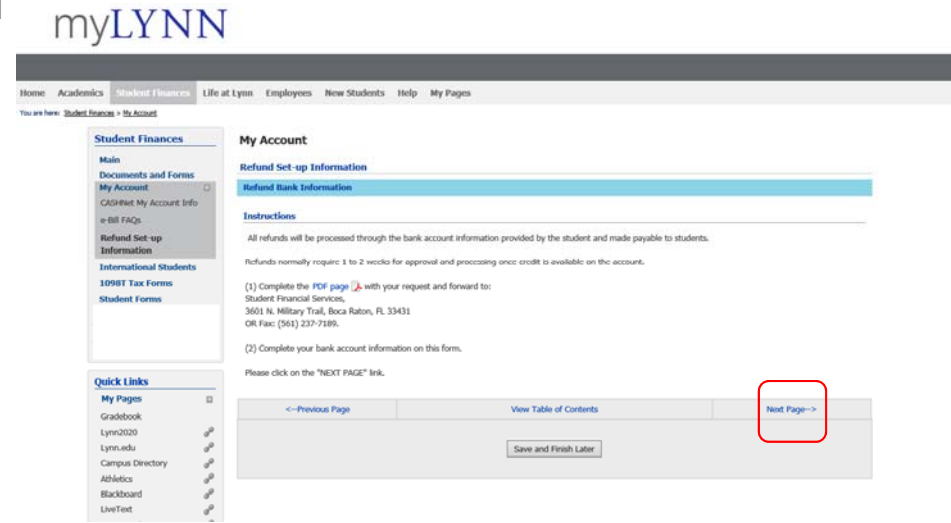 myLYNN
Home Academics Student Finances Life at Lynn Employees New Students Help My Pages
You are here: Student Finances > My Account
Student Finances
Main
Documents and Forms
My Account
CASHNet My Account Info
e-Bill FAQs
Refund Set-up
Information
International Students
1098T Tax Forms
Student Forms
Quick Links
My Pages
Gradebook
Lynn2020
Lynn.edu
Campus Directory
Athletics
Blackboard
LiveText
My Account
Refund Set-up Information
Refund Bank Information
Instructions
All refunds will be processed through the bank account information provided by the student and made payable to students.
Refunds normally require 1 to 2 weeks for approval and processing once credit is available on the account.
(1) Complete the PDF page with your request and forward to:
Student Financial Services,
3601 N. Military Trail, Boca Raton, FL 33431
OR Fax: (561) 237-7189.
(2) Complete your bank account information on this form.
Please click on the "NEXT PAGE" link.
<--Previous Page View Table of Contents Next Page-->
Save and Finish Later